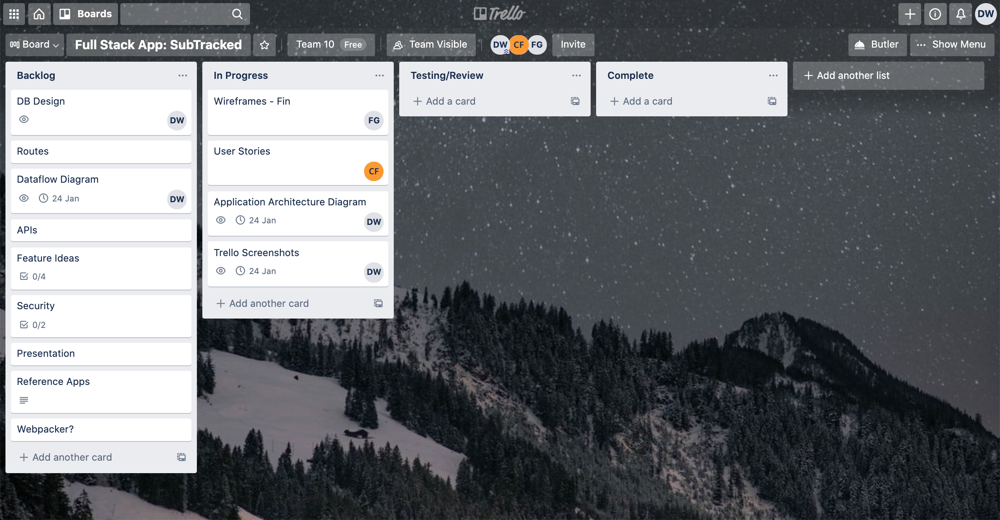 Boards
Trello
DW
Board
Full Stack App: SubTracked
Team 10 Free
Team Visible
DW CF FG
Invite
Butler
Show Menu
Backlog
DB Design
DW
Routes
Dataflow Diagram
24 Jan
DW
APIs
Feature Ideas
0/4
Security
0/2
Presentation
Reference Apps
Webpacker?
Add another card
In Progress
Wireframes - Fin
FG
User Stories
CF
Application Architecture Diagram
24 Jan
DW
Trello Screenshots
24 Jan
DW
Add another card
Testing/Review
Add a card
Complete
Add a card
Add another list